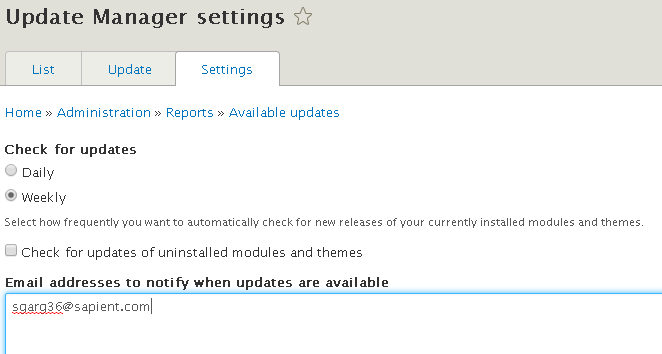 Update Manager settings
List Update Settings
Home » Administration » Reports » Available updates
Check for updates
Daily
Weekly
Select how frequently you want to automatically check for new releases of your currently installed modules and themes.
Check for updates of uninstalled modules and themes
Email addresses to notify when updates are available
sgarg36@sapient.com